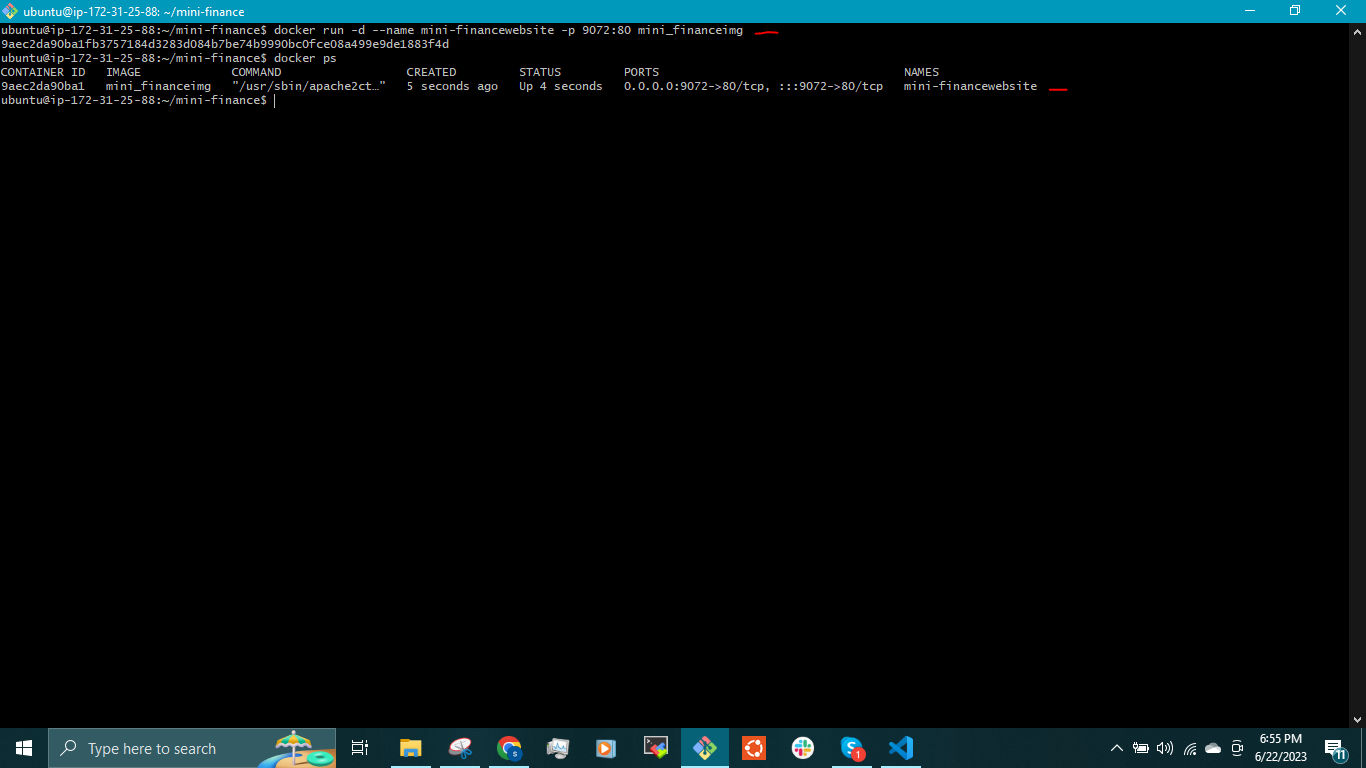 ubuntu@ip-172-31-25-88: ~/mini-finance
ubuntu@ip-172-31-25-88:~/mini-finance$ docker run -d --name mini-financewebsite -p 9072:80 mini_financeimg
9aec2da90ba1fb3757184d3283d084b7be74b9990bc0fce08a499e9de1883f4d
ubuntu@ip-172-31-25-88:~/mini-finance$ docker ps
CONTAINER ID   IMAGE             COMMAND                  CREATED         STATUS         PORTS                                   NAMES
9aec2da90ba1   mini_financeimg   "/usr/sbin/apache2ct…"   5 seconds ago   Up 4 seconds   0.0.0.0:9072->80/tcp, :::9072->80/tcp   mini-financewebsite
ubuntu@ip-172-31-25-88:~/mini-finance$
Type here to search
S
S
1
6:55 PM
6/22/2023
11